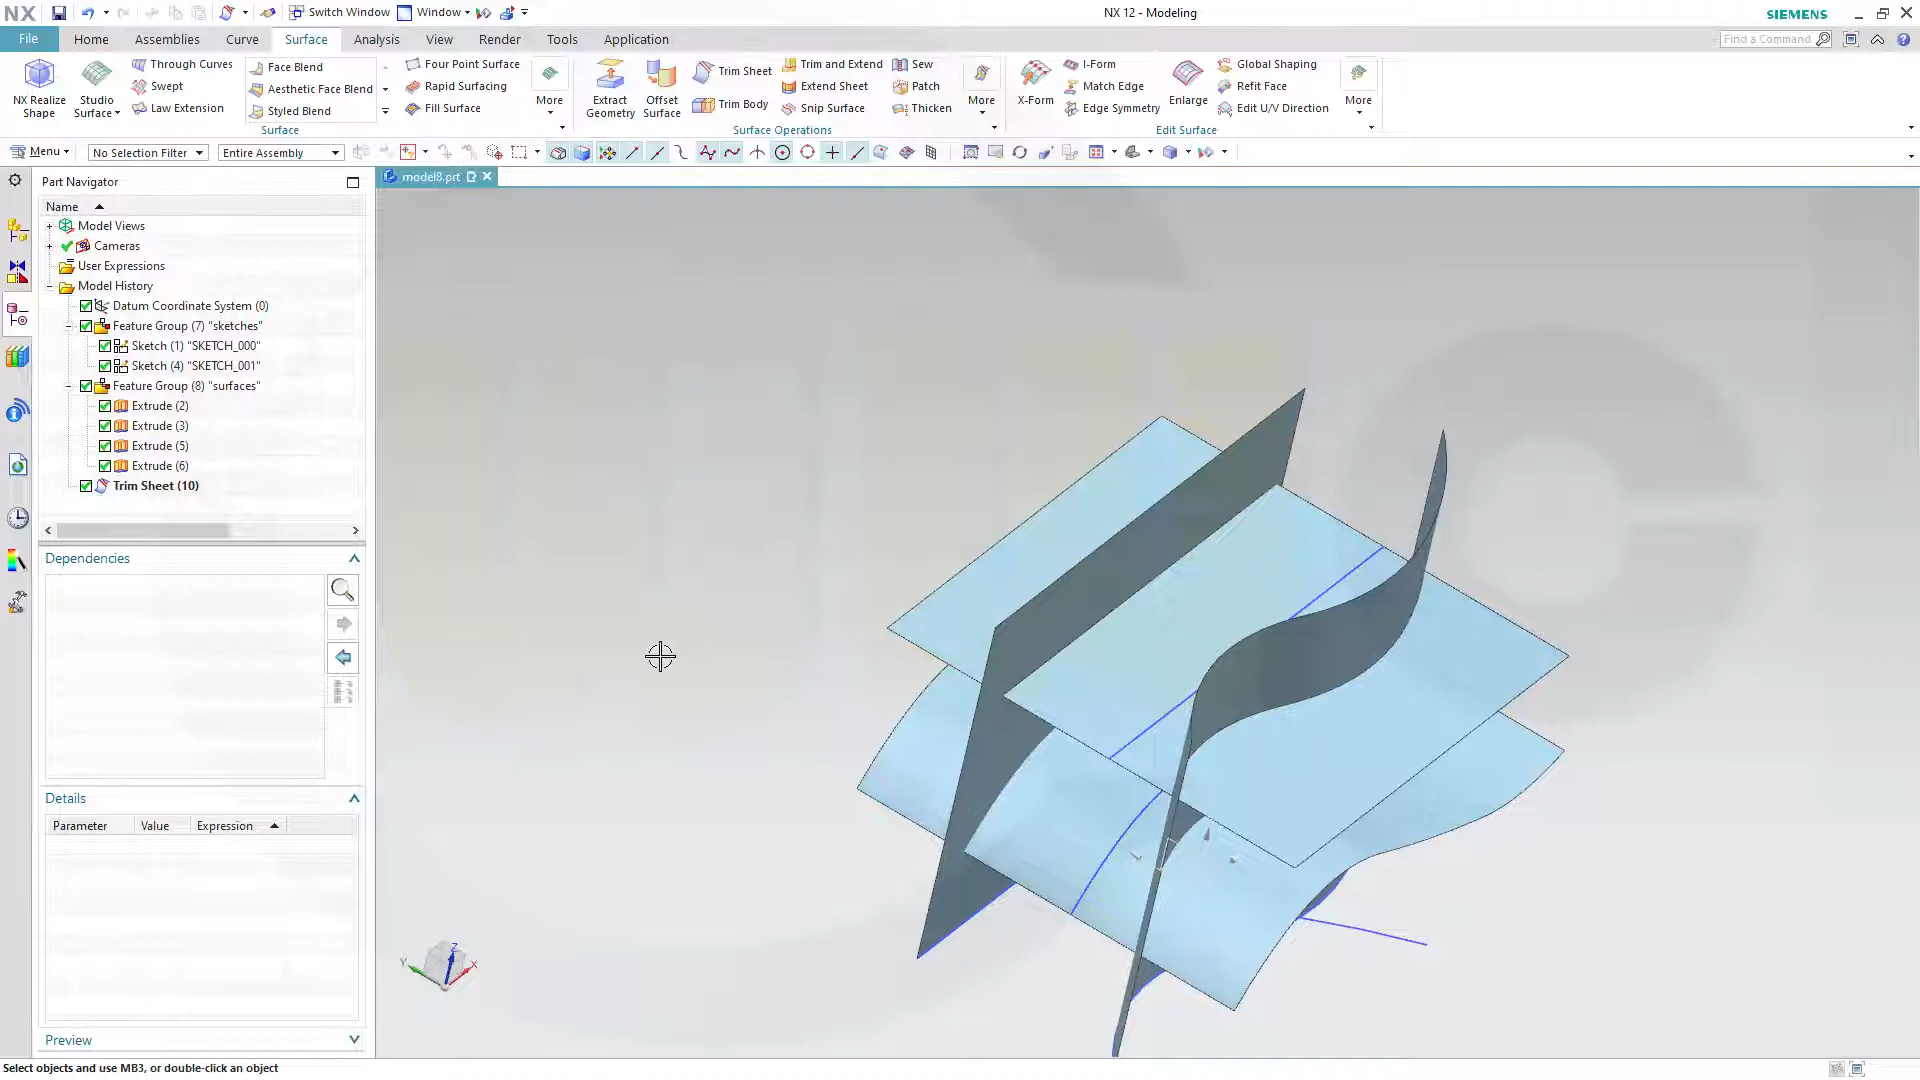 NX
Switch Window
Window
NX 12 - Modeling
SIEMENS
File
Home
Assemblies
Curve
Surface
Analysis
View
Render
Tools
Application
Find a Command
NX Realize Shape
Studio Surface
Through Curves
Swept
Law Extension
Face Blend
Aesthetic Face Blend
Styled Blend
Four Point Surface
Rapid Surfacing
Fill Surface
More
Surface
Extract Geometry
Offset Surface
Trim Sheet
Trim Body
Trim and Extend
Extend Sheet
Snip Surface
Sew
Patch
Thicken
More
Surface Operations
X-Form
I-Form
Match Edge
Edge Symmetry
Enlarge
Global Shaping
Refit Face
Edit U/V Direction
More
Edit Surface
Menu
No Selection Filter
Entire Assembly
Part Navigator
model8.prt
Name
Model Views
Cameras
User Expressions
Model History
Datum Coordinate System (0)
Feature Group (7) "sketches"
Sketch (1) "SKETCH_000"
Sketch (4) "SKETCH_001"
Feature Group (8) "surfaces"
Extrude (2)
Extrude (3)
Extrude (5)
Extrude (6)
Trim Sheet (10)
Dependencies
Details
Parameter Value Expression
Preview
Z
Y
X
Select objects and use MB3, or double-click an object